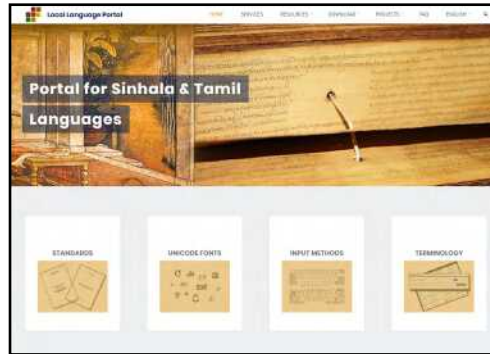 Local Language Portal
HOME SERVICES RESOURCES DOWNLOAD PROJECTS FAQ ENGLISH
Portal for Sinhala & Tamil
Languages
STANDARDS UNICODE FONTS INPUT METHODS TERMINOLOGY